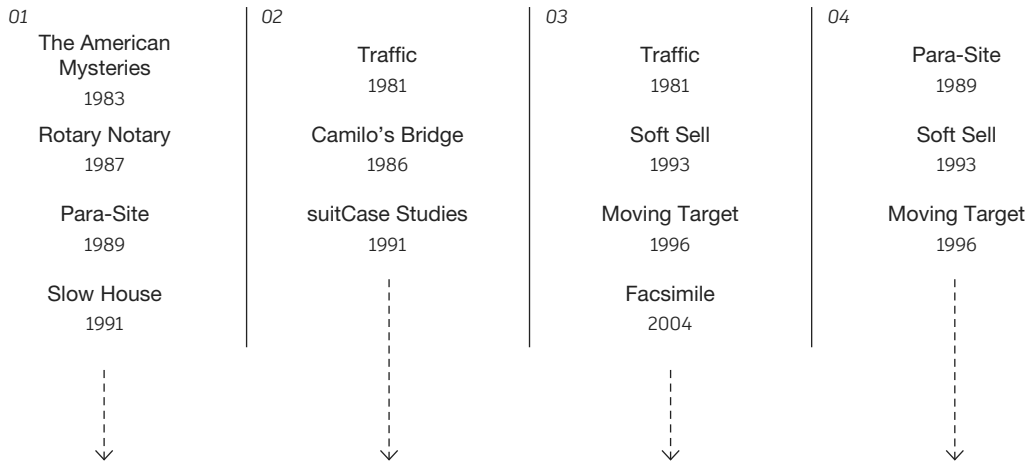 01
The American
Mysteries
1983
Rotary Notary
1987
Para-Site
1989
Slow House
1991
02
Traffic
1981
Camilo’s Bridge
1986
suitCase Studies
1991
03
Traffic
1981
Soft Sell
1993
Moving Target
1996
Facsimile
2004
04
Para-Site
1989
Soft Sell
1993
Moving Target
1996